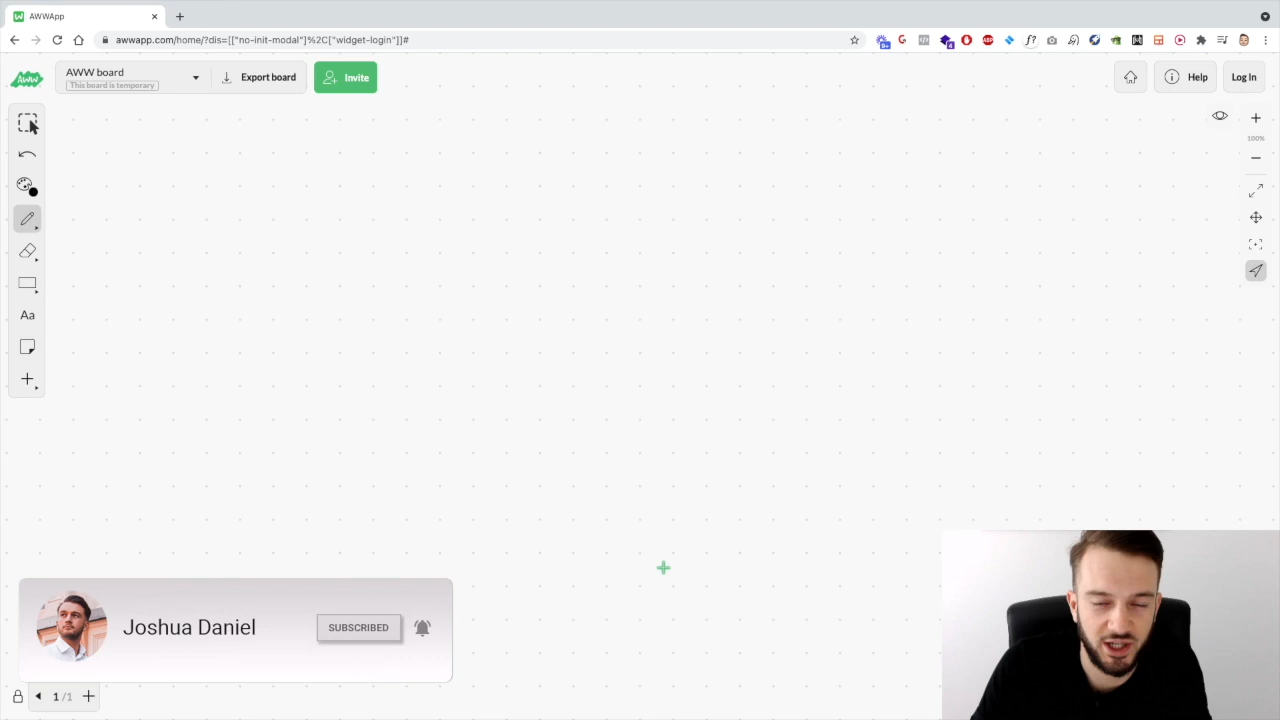 AWWApp
awwapp.com/home/?dis=[["no-init-modal"]%2C["widget-login"]]#
AWW
AWW board
This board is temporary
Export board
Invite
Help
Log In
100%
Aa
Joshua Daniel
SUBSCRIBED
1/1